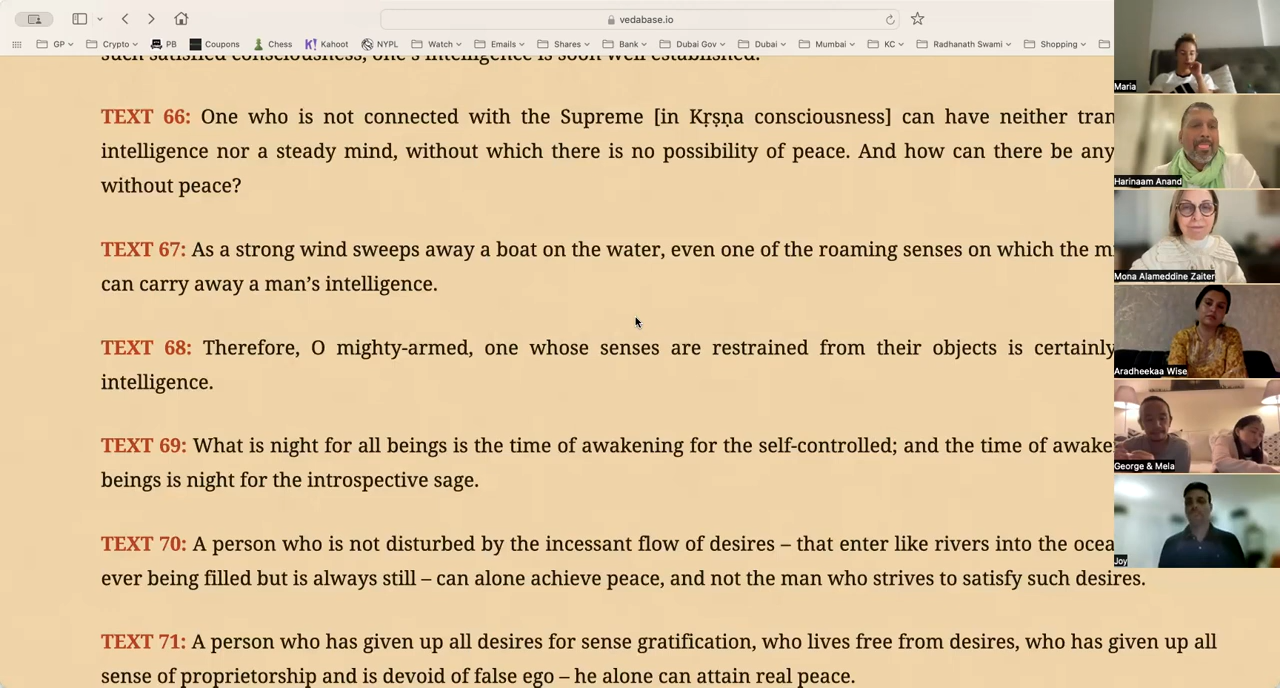 vedabase.io
GP
Crypto
PB
Coupons
Chess
Kahoot
NYPL
Watch
Emails
Shares
Bank
Dubai Gov
Dubai
Mumbai
KC
Radhanath Swami
Shopping
such satisfied consciousness, one's intelligence is soon well established.
TEXT 66: One who is not connected with the Supreme [in Kṛṣṇa consciousness] can have neither tran
intelligence nor a steady mind, without which there is no possibility of peace. And how can there be any
without peace?
TEXT 67: As a strong wind sweeps away a boat on the water, even one of the roaming senses on which the m
can carry away a man's intelligence.
TEXT 68: Therefore, O mighty-armed, one whose senses are restrained from their objects is certainly
intelligence.
TEXT 69: What is night for all beings is the time of awakening for the self-controlled; and the time of awake
beings is night for the introspective sage.
TEXT 70: A person who is not disturbed by the incessant flow of desires – that enter like rivers into the ocea
ever being filled but is always still – can alone achieve peace, and not the man who strives to satisfy such desires.
TEXT 71: A person who has given up all desires for sense gratification, who lives free from desires, who has given up all
sense of proprietorship and is devoid of false ego – he alone can attain real peace.
Maria
Harinaam Anand
Mona Alameddine Zaiter
Aradheekaa Wise
George & Mela
Joy